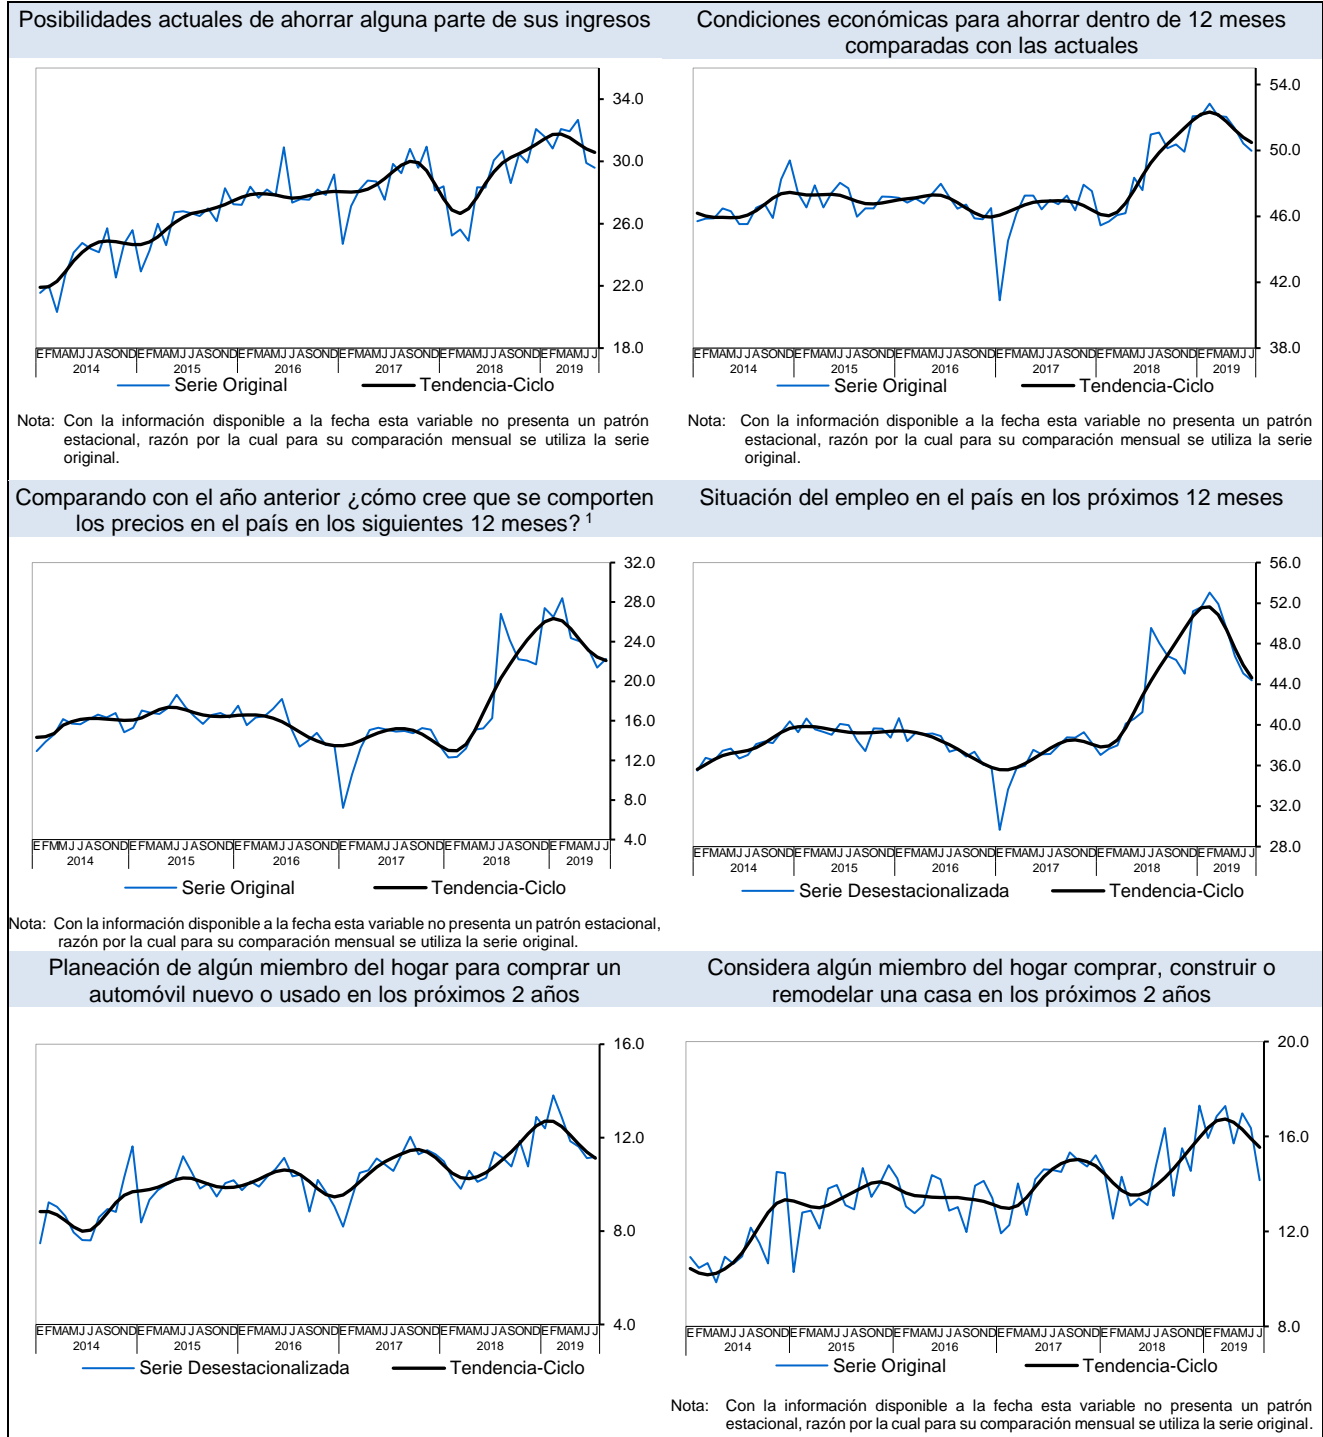 Posibilidades actuales de ahorrar alguna parte de sus ingresos
34.0
30.0
26.0
22.0
18.0
E F M A M J J A S O N D E F M A M J J A S O N D E F M A M J J A S O N D E F M A M J J A S O N D E F M A M J J A S O N D E F M A M J J
2014 2015 2016 2017 2018 2019
Serie Original Tendencia-Ciclo
Nota: Con la información disponible a la fecha esta variable no presenta un patrón
estacional, razón por la cual para su comparación mensual se utiliza la serie
original.
Condiciones económicas para ahorrar dentro de 12 meses
comparadas con las actuales
54.0
50.0
46.0
42.0
38.0
E F M A M J J A S O N D E F M A M J J A S O N D E F M A M J J A S O N D E F M A M J J A S O N D E F M A M J J A S O N D E F M A M J J
2014 2015 2016 2017 2018 2019
Serie Original Tendencia-Ciclo
Nota: Con la información disponible a la fecha esta variable no presenta un patrón
estacional, razón por la cual para su comparación mensual se utiliza la serie
original.
Comparando con el año anterior ¿cómo cree que se comporten
los precios en el país en los siguientes 12 meses? 1
32.0
28.0
24.0
20.0
16.0
12.0
8.0
4.0
E F M A M J J A S O N D E F M A M J J A S O N D E F M A M J J A S O N D E F M A M J J A S O N D E F M A M J J A S O N D E F M A M J J
2014 2015 2016 2017 2018 2019
Serie Original Tendencia-Ciclo
Nota: Con la información disponible a la fecha esta variable no presenta un patrón estacional,
razón por la cual para su comparación mensual se utiliza la serie original.
Situación del empleo en el país en los próximos 12 meses
56.0
52.0
48.0
44.0
40.0
36.0
32.0
28.0
E F M A M J J A S O N D E F M A M J J A S O N D E F M A M J J A S O N D E F M A M J J A S O N D E F M A M J J A S O N D E F M A M J J
2014 2015 2016 2017 2018 2019
Serie Desestacionalizada Tendencia-Ciclo
Planeación de algún miembro del hogar para comprar un
automóvil nuevo o usado en los próximos 2 años
16.0
12.0
8.0
4.0
E F M A M J J A S O N D E F M A M J J A S O N D E F M A M J J A S O N D E F M A M J J A S O N D E F M A M J J A S O N D E F M A M J J
2014 2015 2016 2017 2018 2019
Serie Desestacionalizada Tendencia-Ciclo
Considera algún miembro del hogar comprar, construir o
remodelar una casa en los próximos 2 años
20.0
16.0
12.0
8.0
E F M A M J J A S O N D E F M A M J J A S O N D E F M A M J J A S O N D E F M A M J J A S O N D E F M A M J J A S O N D E F M A M J J
2014 2015 2016 2017 2018 2019
Serie Original Tendencia-Ciclo
Nota: Con la información disponible a la fecha esta variable no presenta un patrón
estacional, razón por la cual para su comparación mensual se utiliza la serie original.